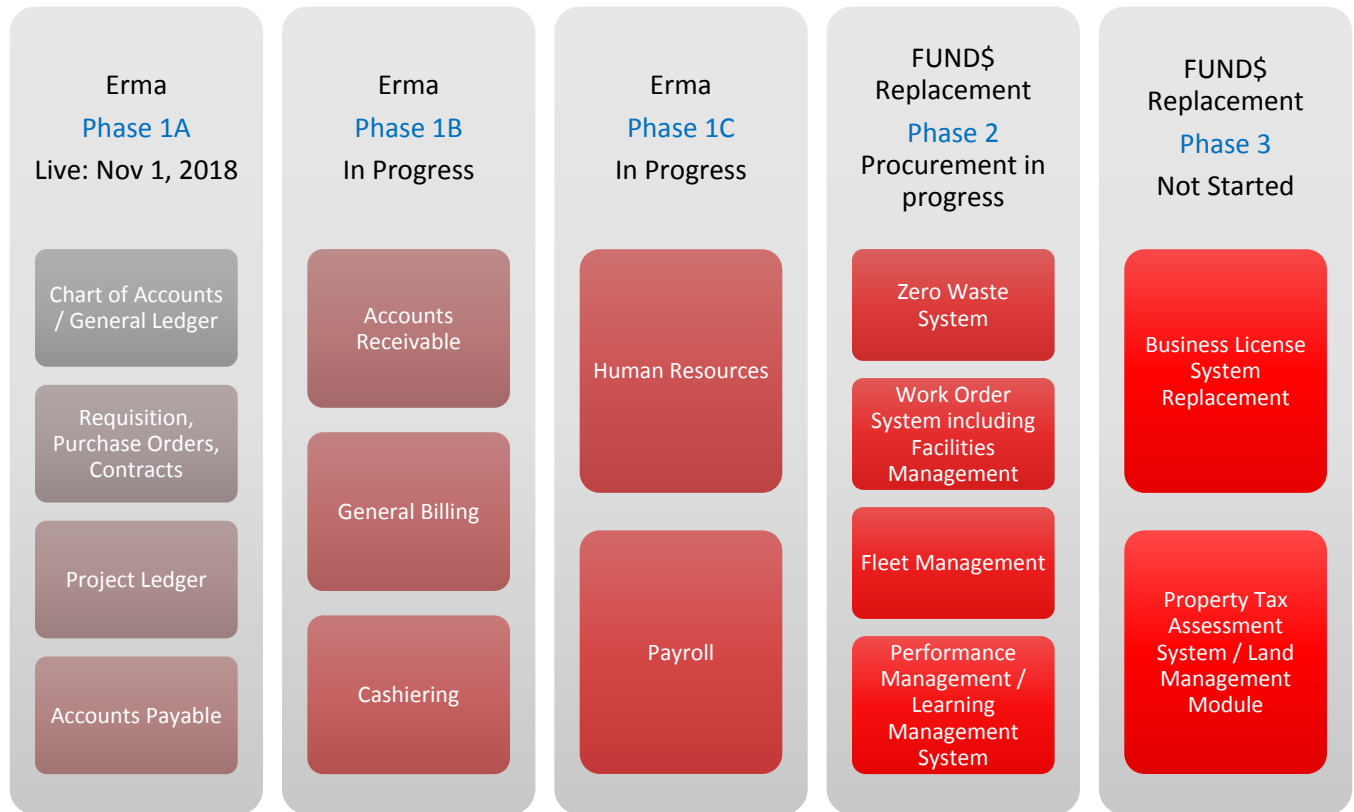 Erma
Phase 1A
Live: Nov 1, 2018
Chart of Accounts
/ General Ledger
Requisition,
Purchase Orders,
Contracts
Project Ledger
Accounts Payable
Erma
Phase 1B
In Progress
Accounts
Receivable
General Billing
Cashiering
Erma
Phase 1C
In Progress
Human Resources
Payroll
FUND$
Replacement
Phase 2
Procurement in
progress
Zero Waste
System
Work Order
System including
Facilities
Management
Fleet Management
Performance
Management /
Learning
Management
System
FUND$
Replacement
Phase 3
Not Started
Business License
System
Replacement
Property Tax
Assessment
System / Land
Management
Module